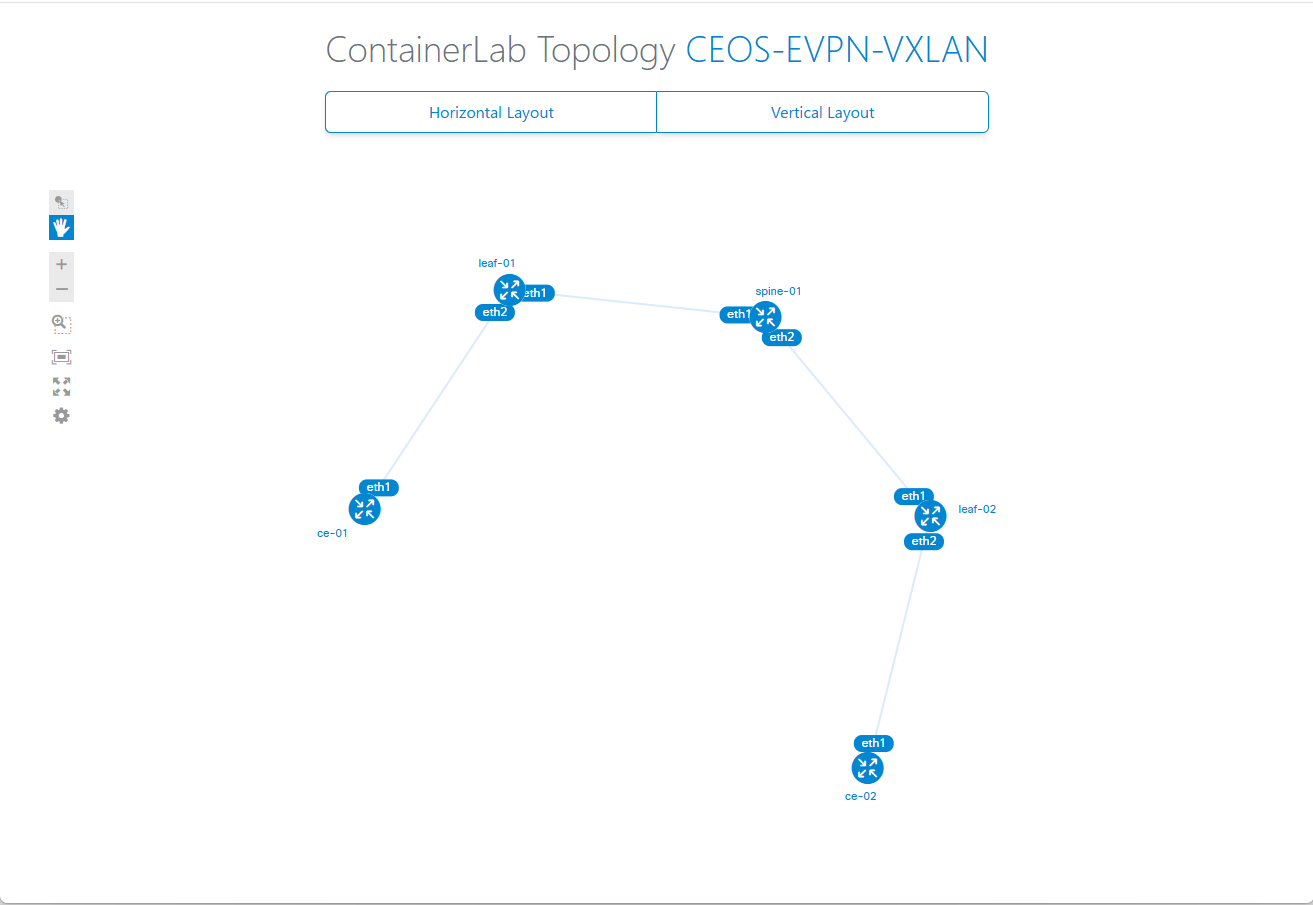 ContainerLab Topology CEOS-EVPN-VXLAN
Horizontal Layout Vertical Layout
leaf-01
eth1
eth2
spine-01
eth1
eth2
eth1
ce-01
eth1
leaf-02
eth2
eth1
ce-02